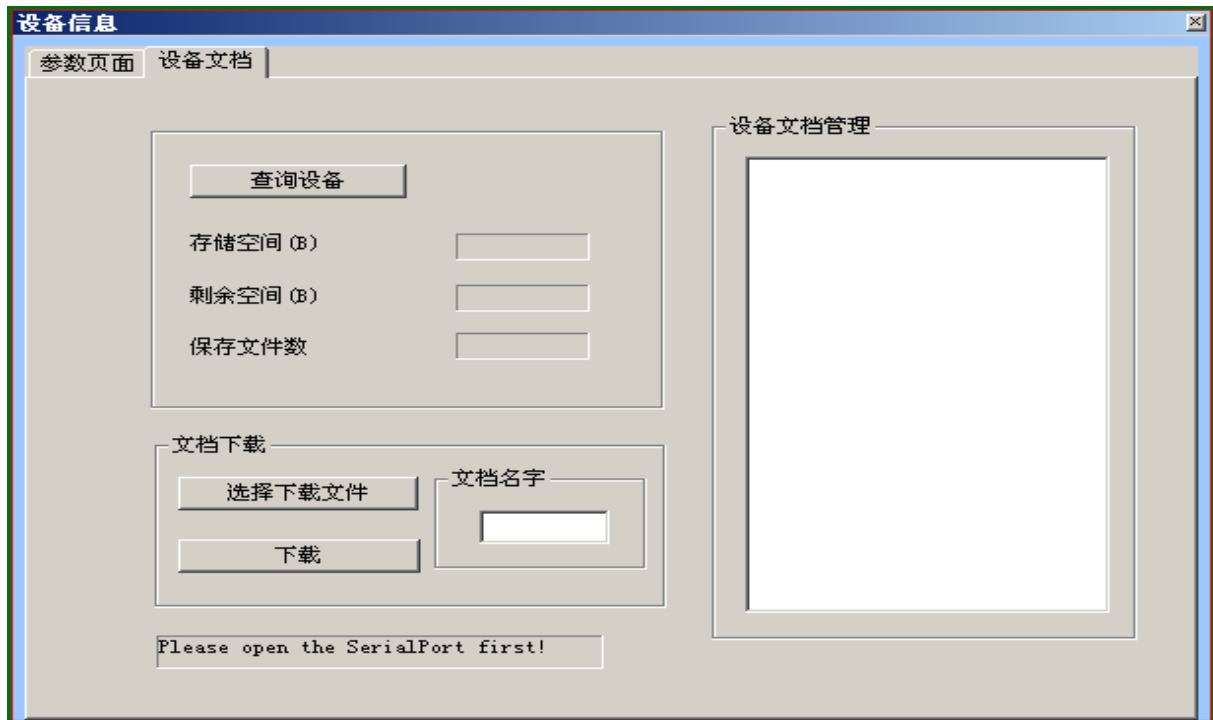 设备信息
参数页面
设备文档
查询设备
存储空间(B)
剩余空间(B)
保存文件数
文档下载
选择下载文件
下载
文档名字
Please open the SerialPort first!
设备文档管理